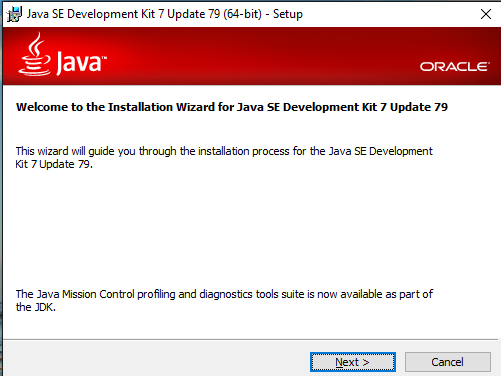 Java SE Development Kit 7 Update 79 (64-bit) - Setup
Java™
ORACLE®
Welcome to the Installation Wizard for Java SE Development Kit 7 Update 79
This wizard will guide you through the installation process for the Java SE Development
Kit 7 Update 79.
The Java Mission Control profiling and diagnostics tools suite is now available as part of
the JDK.
Next >
Cancel